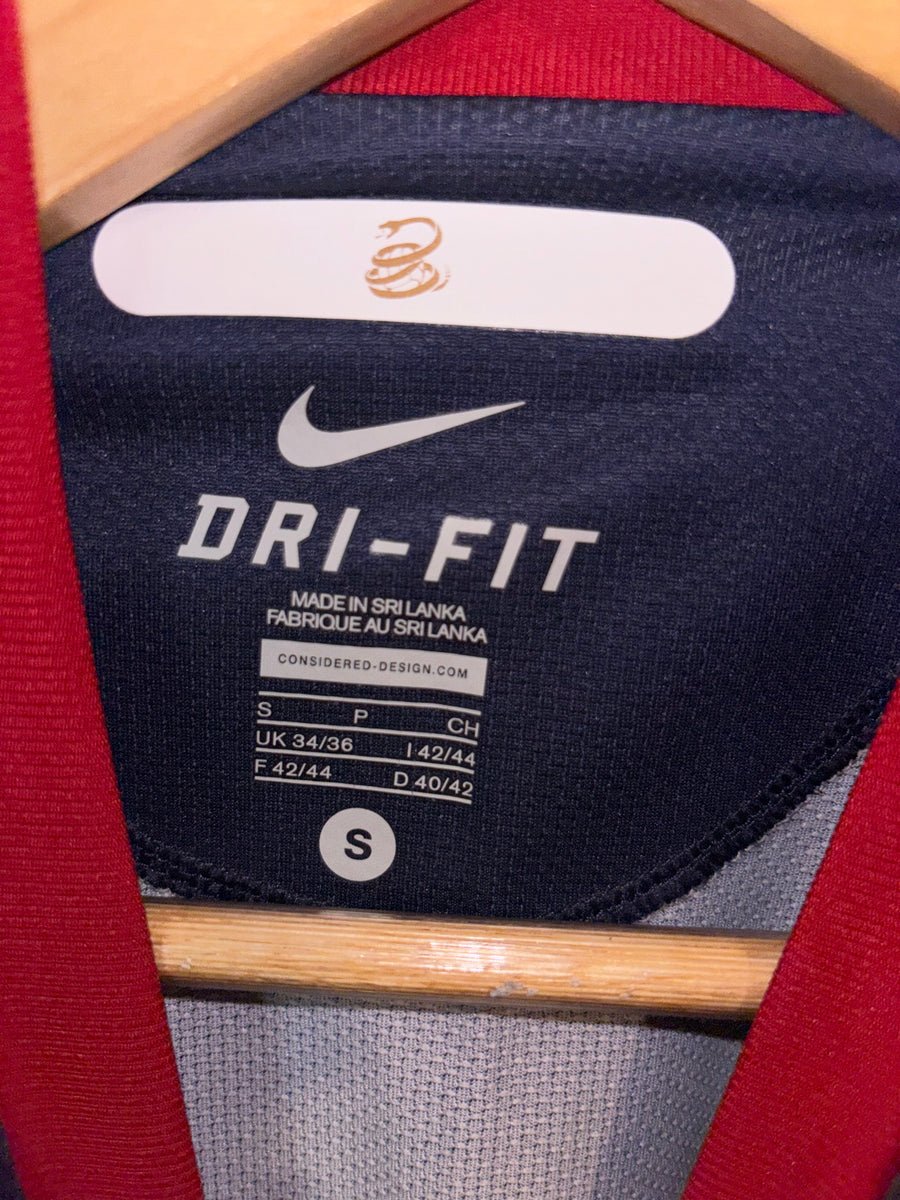 DRI-FIT
MADE IN SRI LANKA
FABRIQUE AU SRI LANKA
CONSIDERED-DESIGN.COM
S P CH
UK 34/36 I 42/44
F 42/44 D 40/42
S